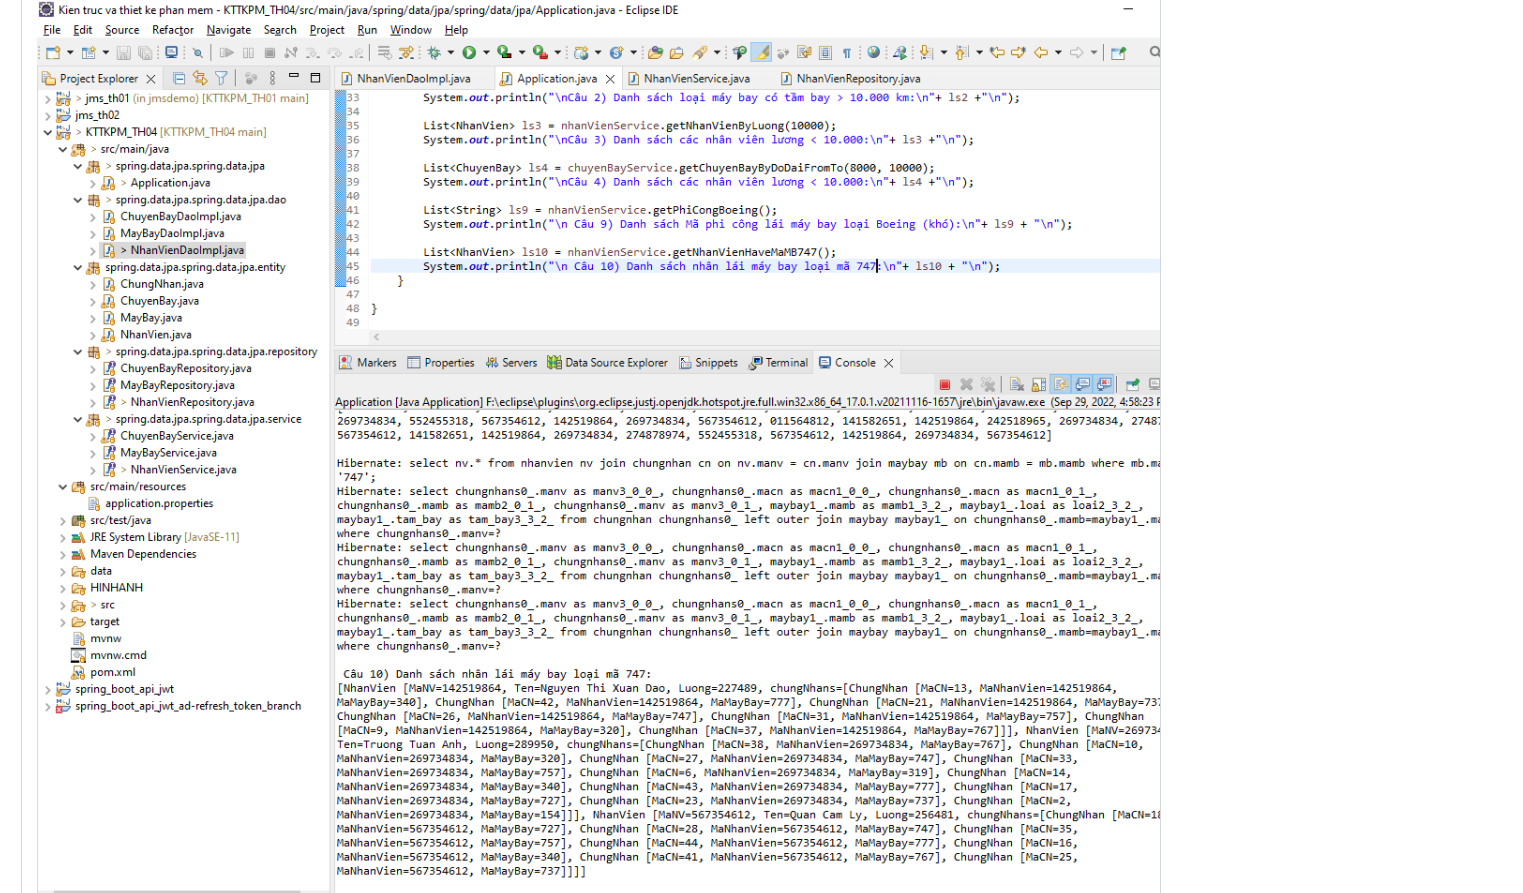 Kien truc va thiet ke phan mem - KTTKPM_TH04/src/main/java/spring/data/jpa/spring/data/jpa/Application.java - Eclipse IDE
File Edit Source Refactor Navigate Search Project Run Window Help
Project Explorer
NhanVienDaoImpl.java Application.java NhanVienService.java NhanVienRepository.java
jms_th01 (in jmsdemo) [KTTKPM_TH01 main]
jms_th02
> KTTKPM_TH04 [KTTKPM_TH04 main]
> src/main/java
> spring.data.jpa.spring.data.jpa
> Application.java
> spring.data.jpa.spring.data.jpa.dao
ChuyenBayDaoImpl.java
MayBayDaoImpl.java
> NhanVienDaoImpl.java
spring.data.jpa.spring.data.jpa.entity
ChungNhan.java
ChuyenBay.java
MayBay.java
NhanVien.java
> spring.data.jpa.spring.data.jpa.repository
ChuyenBayRepository.java
MayBayRepository.java
> NhanVienRepository.java
> spring.data.jpa.spring.data.jpa.service
ChuyenBayService.java
MayBayService.java
> NhanVienService.java
src/main/resources
application.properties
src/test/java
JRE System Library [JavaSE-11]
Maven Dependencies
data
HINHANH
> src
target
mvnw
mvnw.cmd
pom.xml
spring_boot_api_jwt
spring_boot_api_jwt_ad-refresh_token_branch
33 System.out.println("\nCâu 2) Danh sách loại máy bay có tầm bay > 10.000 km:\n"+ ls2 +"\n");
34
35 List<NhanVien> ls3 = nhanVienService.getNhanVienByLuong(10000);
36 System.out.println("\nCâu 3) Danh sách các nhân viên lương < 10.000:\n"+ ls3 +"\n");
37
38 List<ChuyenBay> ls4 = chuyenBayService.getChuyenBayByDoDaiFromTo(8000, 10000);
39 System.out.println("\nCâu 4) Danh sách các nhân viên lương < 10.000:\n"+ ls4 +"\n");
40
41 List<String> ls9 = nhanVienService.getPhiCongBoeing();
42 System.out.println("\n Câu 9) Danh sách Mã phi công lái máy bay loại Boeing (khó):\n"+ ls9 + "\n");
43
44 List<NhanVien> ls10 = nhanVienService.getNhanVienHaveMaMB747();
45 System.out.println("\n Câu 10) Danh sách nhân lái máy bay loại mã 747:\n"+ ls10 + "\n");
46 }
47
48 }
49
Markers Properties Servers Data Source Explorer Snippets Terminal Console
Application [Java Application] F:\eclipse\plugins\org.eclipse.justj.openjdk.hotspot.jre.full.win32.x86_64_17.0.1.v20211116-1657\jre\bin\javaw.exe (Sep 29, 2022, 4:58:23 P
269734834, 552455318, 567354612, 142519864, 269734834, 567354612, 011564812, 141582651, 142519864, 242518965, 269734834, 27487
567354612, 141582651, 142519864, 269734834, 274878974, 552455318, 567354612, 142519864, 269734834, 567354612]
Hibernate: select nv.* from nhanvien nv join chungnhan cn on nv.manv = cn.manv join maybay mb on cn.mamb = mb.mamb where mb.ma
'747';
Hibernate: select chungnhans0_.manv as manv3_0_0_, chungnhans0_.macn as macn1_0_0_, chungnhans0_.macn as macn1_0_1_,
chungnhans0_.mamb as mamb2_0_1_, chungnhans0_.manv as manv3_0_1_, maybay1_.mamb as mamb1_3_2_, maybay1_.loai as loai2_3_2_,
maybay1_.tam_bay as tam_bay3_3_2_ from chungnhan chungnhans0_ left outer join maybay maybay1_ on chungnhans0_.mamb=maybay1_.ma
where chungnhans0_.manv=?
Hibernate: select chungnhans0_.manv as manv3_0_0_, chungnhans0_.macn as macn1_0_0_, chungnhans0_.macn as macn1_0_1_,
chungnhans0_.mamb as mamb2_0_1_, chungnhans0_.manv as manv3_0_1_, maybay1_.mamb as mamb1_3_2_, maybay1_.loai as loai2_3_2_,
maybay1_.tam_bay as tam_bay3_3_2_ from chungnhan chungnhans0_ left outer join maybay maybay1_ on chungnhans0_.mamb=maybay1_.ma
where chungnhans0_.manv=?
Hibernate: select chungnhans0_.manv as manv3_0_0_, chungnhans0_.macn as macn1_0_0_, chungnhans0_.macn as macn1_0_1_,
chungnhans0_.mamb as mamb2_0_1_, chungnhans0_.manv as manv3_0_1_, maybay1_.mamb as mamb1_3_2_, maybay1_.loai as loai2_3_2_,
maybay1_.tam_bay as tam_bay3_3_2_ from chungnhan chungnhans0_ left outer join maybay maybay1_ on chungnhans0_.mamb=maybay1_.ma
where chungnhans0_.manv=?
Câu 10) Danh sách nhân lái máy bay loại mã 747:
[NhanVien [MaNV=142519864, Ten=Nguyen Thi Xuan Dao, Luong=227489, chungNhans=[ChungNhan [MaCN=13, MaNhanVien=142519864,
MaMayBay=340], ChungNhan [MaCN=42, MaNhanVien=142519864, MaMayBay=777], ChungNhan [MaCN=21, MaNhanVien=142519864, MaMayBay=737
ChungNhan [MaCN=26, MaNhanVien=142519864, MaMayBay=747], ChungNhan [MaCN=31, MaNhanVien=142519864, MaMayBay=757], ChungNhan
[MaCN=9, MaNhanVien=142519864, MaMayBay=320], ChungNhan [MaCN=37, MaNhanVien=142519864, MaMayBay=767]]], NhanVien [MaNV=26973
Ten=Truong Tuan Anh, Luong=289950, chungNhans=[ChungNhan [MaCN=38, MaNhanVien=269734834, MaMayBay=767], ChungNhan [MaCN=10,
MaNhanVien=269734834, MaMayBay=320], ChungNhan [MaCN=27, MaNhanVien=269734834, MaMayBay=747], ChungNhan [MaCN=33,
MaNhanVien=269734834, MaMayBay=757], ChungNhan [MaCN=6, MaNhanVien=269734834, MaMayBay=319], ChungNhan [MaCN=14,
MaNhanVien=269734834, MaMayBay=340], ChungNhan [MaCN=43, MaNhanVien=269734834, MaMayBay=777], ChungNhan [MaCN=17,
MaNhanVien=269734834, MaMayBay=727], ChungNhan [MaCN=23, MaNhanVien=269734834, MaMayBay=737], ChungNhan [MaCN=2,
MaNhanVien=269734834, MaMayBay=154]]], NhanVien [MaNV=567354612, Ten=Quan Cam Ly, Luong=256481, chungNhans=[ChungNhan [MaCN=18
MaNhanVien=567354612, MaMayBay=727], ChungNhan [MaCN=28, MaNhanVien=567354612, MaMayBay=747], ChungNhan [MaCN=35,
MaNhanVien=567354612, MaMayBay=757], ChungNhan [MaCN=44, MaNhanVien=567354612, MaMayBay=777], ChungNhan [MaCN=16,
MaNhanVien=567354612, MaMayBay=340], ChungNhan [MaCN=41, MaNhanVien=567354612, MaMayBay=767], ChungNhan [MaCN=25,
MaNhanVien=567354612, MaMayBay=737]]]]